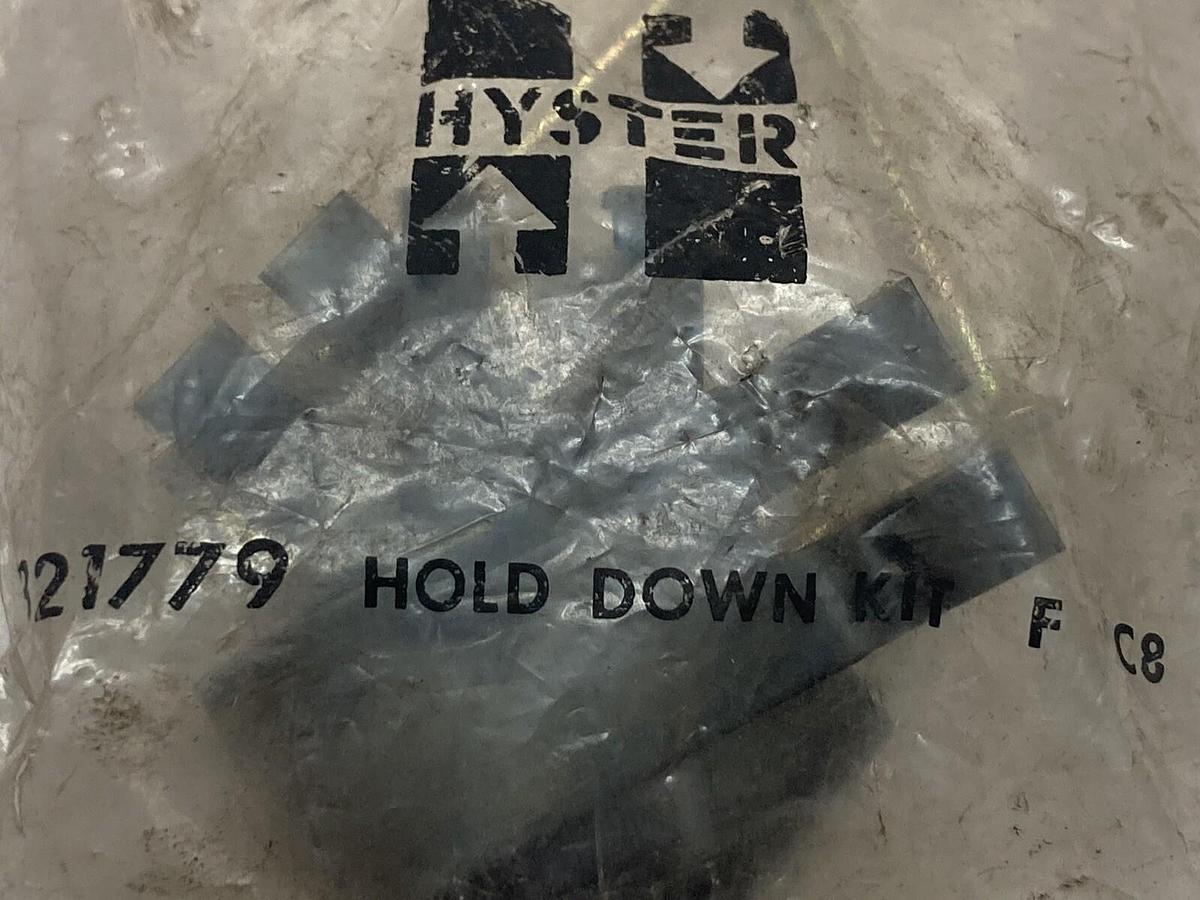 HYSTER
121779 HOLD DOWN KIT F C8